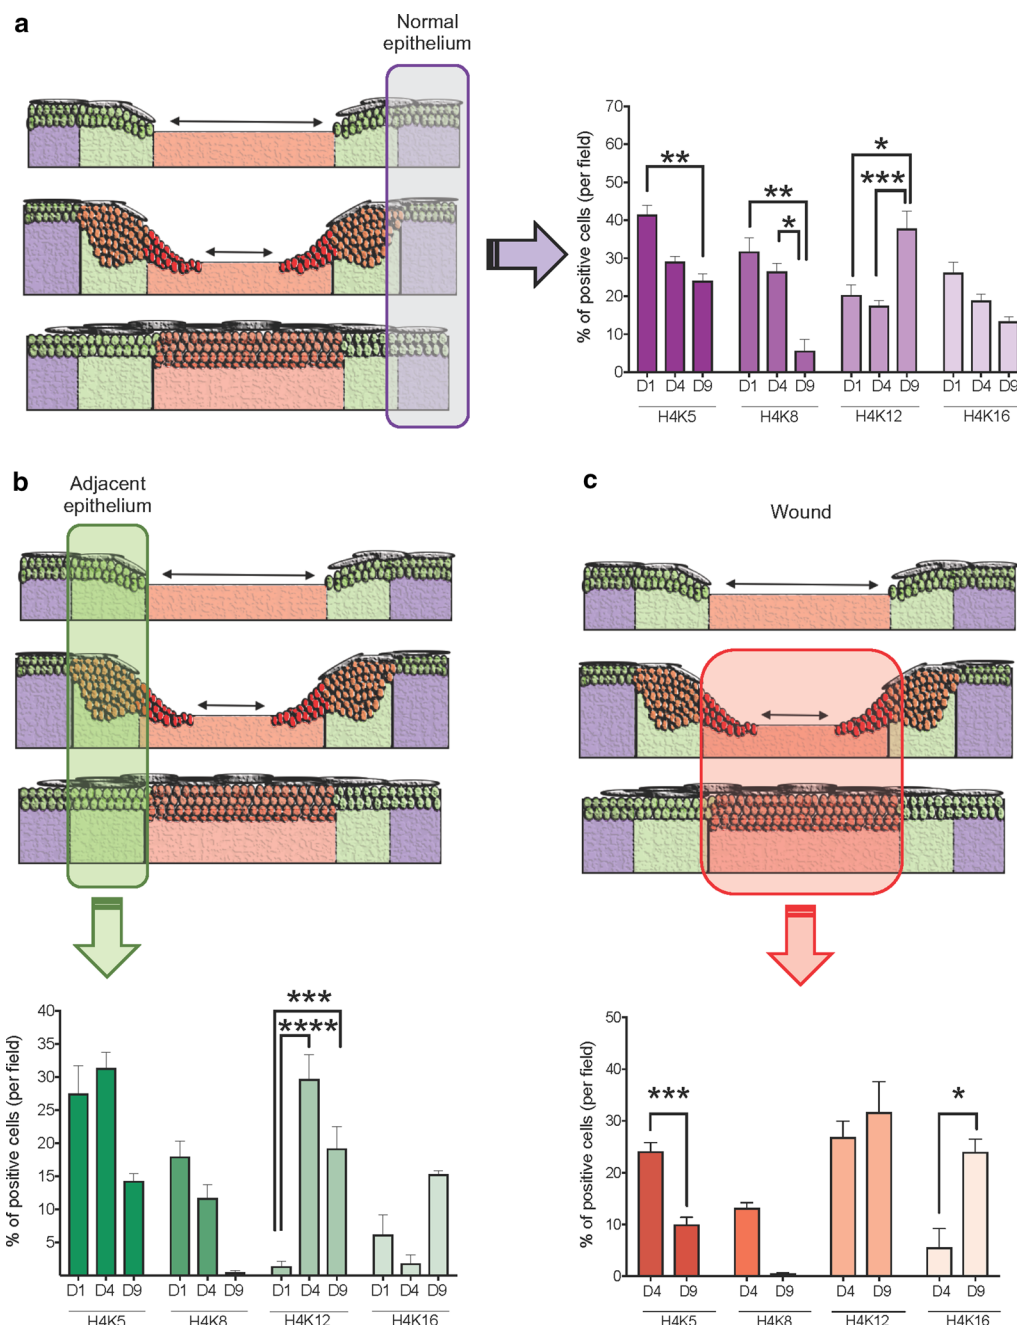 a
Normal
epithelium
% of positive cells (per field)
70
60
50
40
30
20
10
0
**
**
*
*
***
D1 D4 D9 D1 D4 D9 D1 D4 D9 D1 D4 D9
H4K5 H4K8 H4K12 H4K16
b
Adjacent
epithelium
c
Wound
% of positive cells (per field)
40
35
30
25
20
15
10
5
***
****
D1 D4 D9 D1 D4 D9 D1 D4 D9 D1 D4 D9
H4K5 H4K8 H4K12 H4K16
% of positive cells (per field)
50
40
30
20
10
0
***
*
D4 D9 D4 D9 D4 D9 D4 D9
H4K5 H4K8 H4K12 H4K16